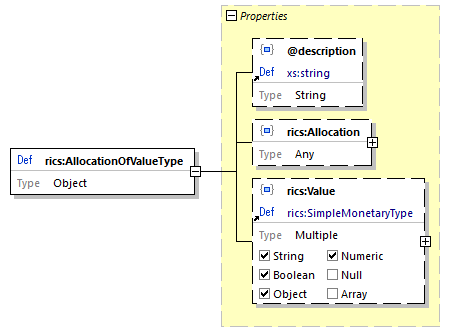 Properties
@description
Def xs:string
Type String
rics:Allocation
Type Any
Def rics:AllocationOfValueType
Type Object
rics:Value
Def rics:SimpleMonetaryType
Type Multiple
String Numeric
Boolean Null
Object Array